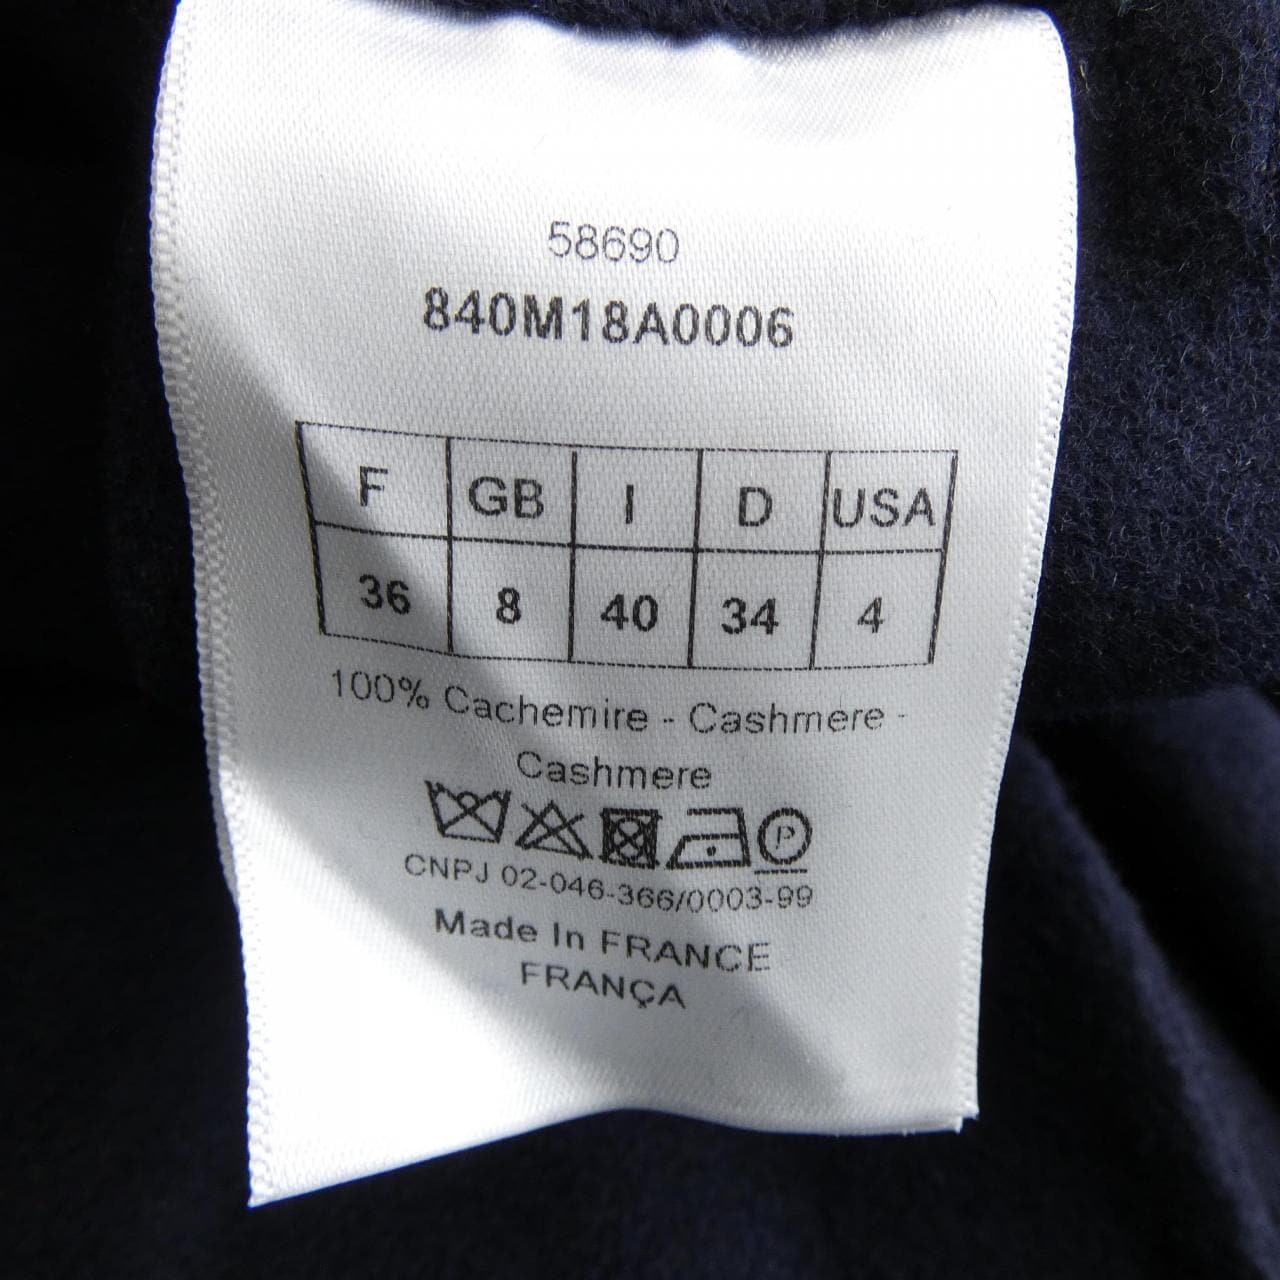 58690
840M18A0006
F GB I D USA
36 8 40 34 4
100% Cachemire - Cashmere -
Cashmere
P
CNPJ 02-046-366/0003-99
Made In FRANCE
FRANÇA